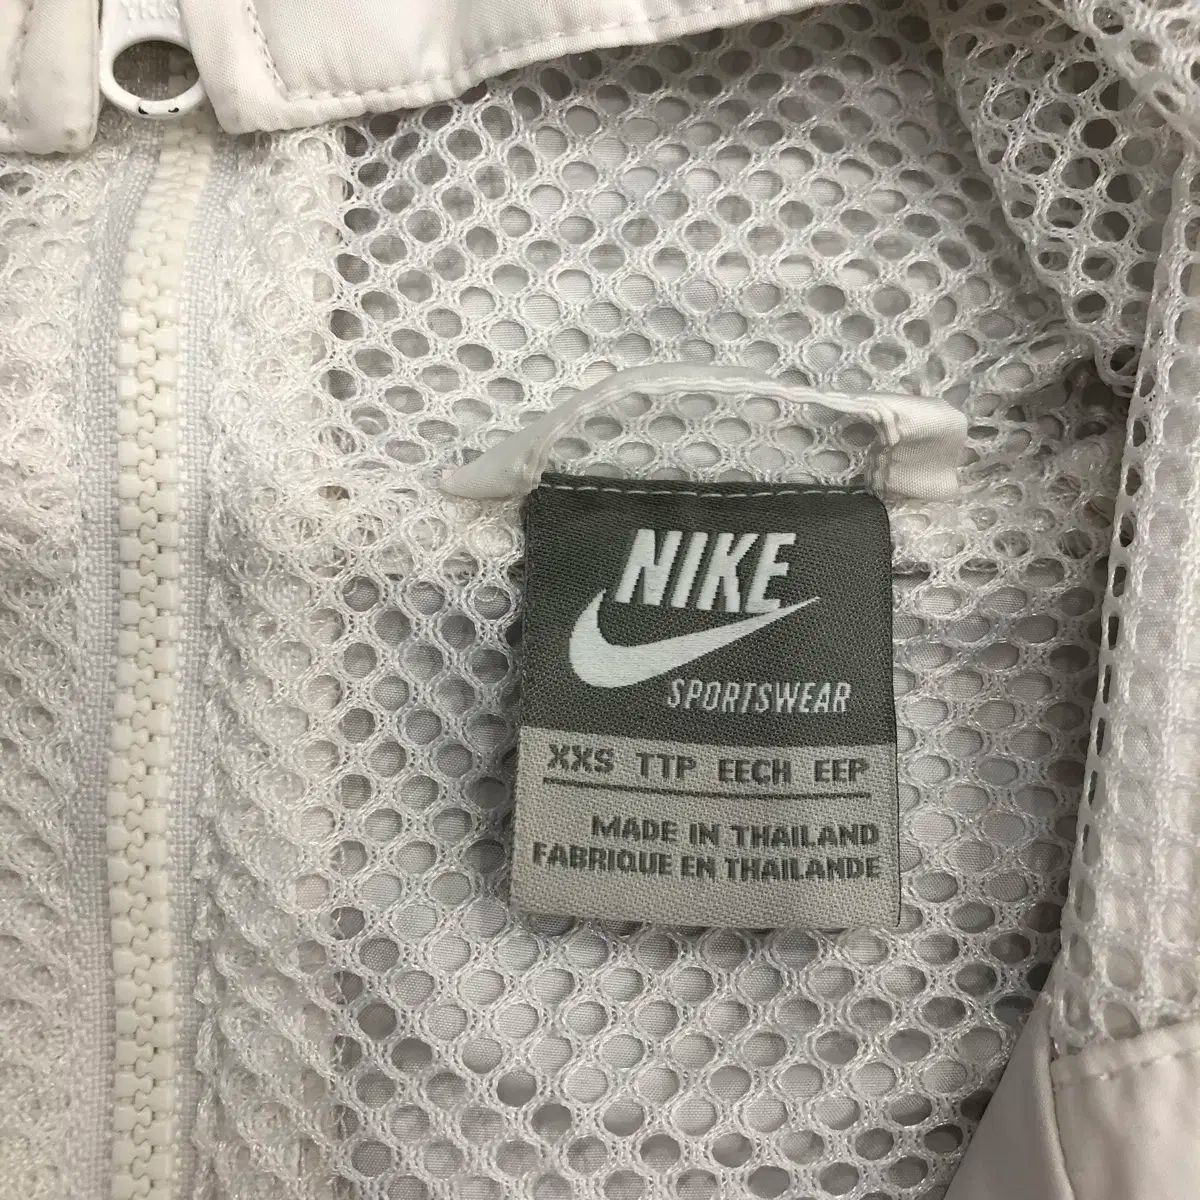 NIKE
SPORTSWEAR
XXS TTP EECH EEP
MADE IN THAILAND
FABRIQUE EN THAILANDE